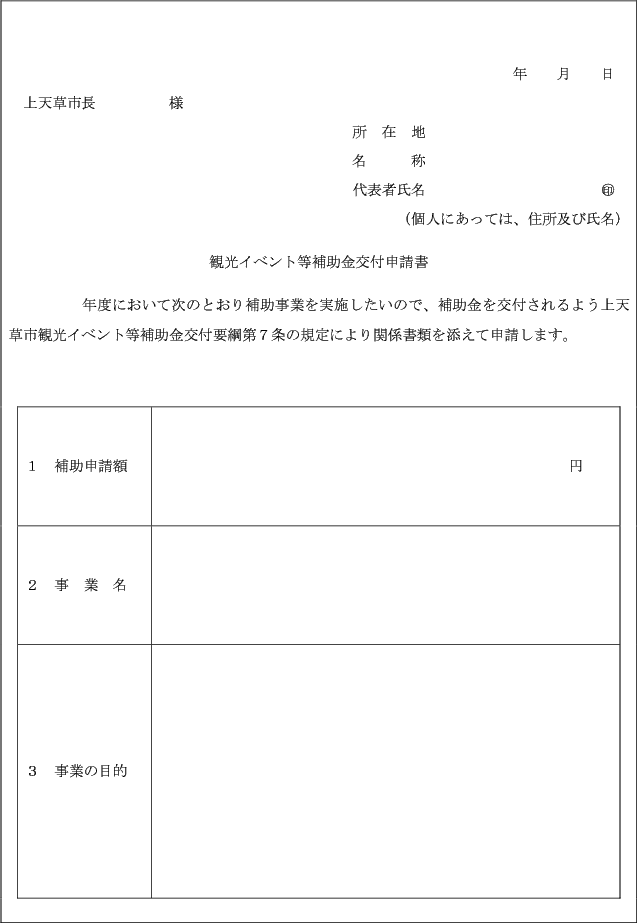 年　　月　　日
上天草市長　　　　　様
所　在　地
名　　　称
代表者氏名　　　　　　　　　　　　㊞
（個人にあっては、住所及び氏名）
観光イベント等補助金交付申請書
年度において次のとおり補助事業を実施したいので、補助金を交付されるよう上天
草市観光イベント等補助金交付要綱第７条の規定により関係書類を添えて申請します。
１　補助申請額　　円
２　事　業　名
３　事業の目的